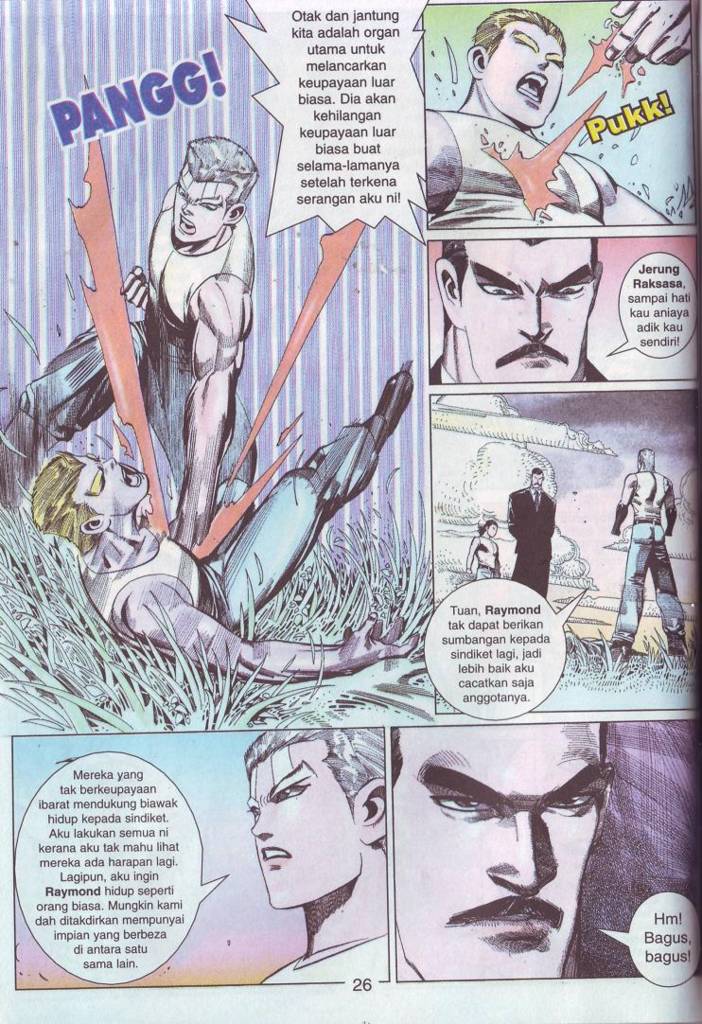 PANGG!
Otak dan jantung
kita adalah organ
utama untuk
melancarkan
keupayaan luar
biasa. Dia akan
kehilangan
keupayaan luar
biasa buat
selama-lamanya
setelah terkena
serangan aku ni!
Pukk!
Jerung
Raksasa,
sampai hati
kau aniaya
adik kau
sendiri!
Tuan, Raymond
tak dapat berikan
sumbangan kepada
sindiket lagi, jadi
lebih baik aku
cacatkan saja
anggotanya.
Mereka yang
tak berkeupayaan
ibarat mendukung biawak
hidup kepada sindiket.
Aku lakukan semua ni
kerana aku tak mahu lihat
mereka ada harapan lagi.
Lagipun, aku ingin
Raymond hidup seperti
orang biasa. Mungkin kami
dah ditakdirkan mempunyai
impian yang berbeza
di antara satu
sama lain.
Hm!
Bagus,
bagus!
26